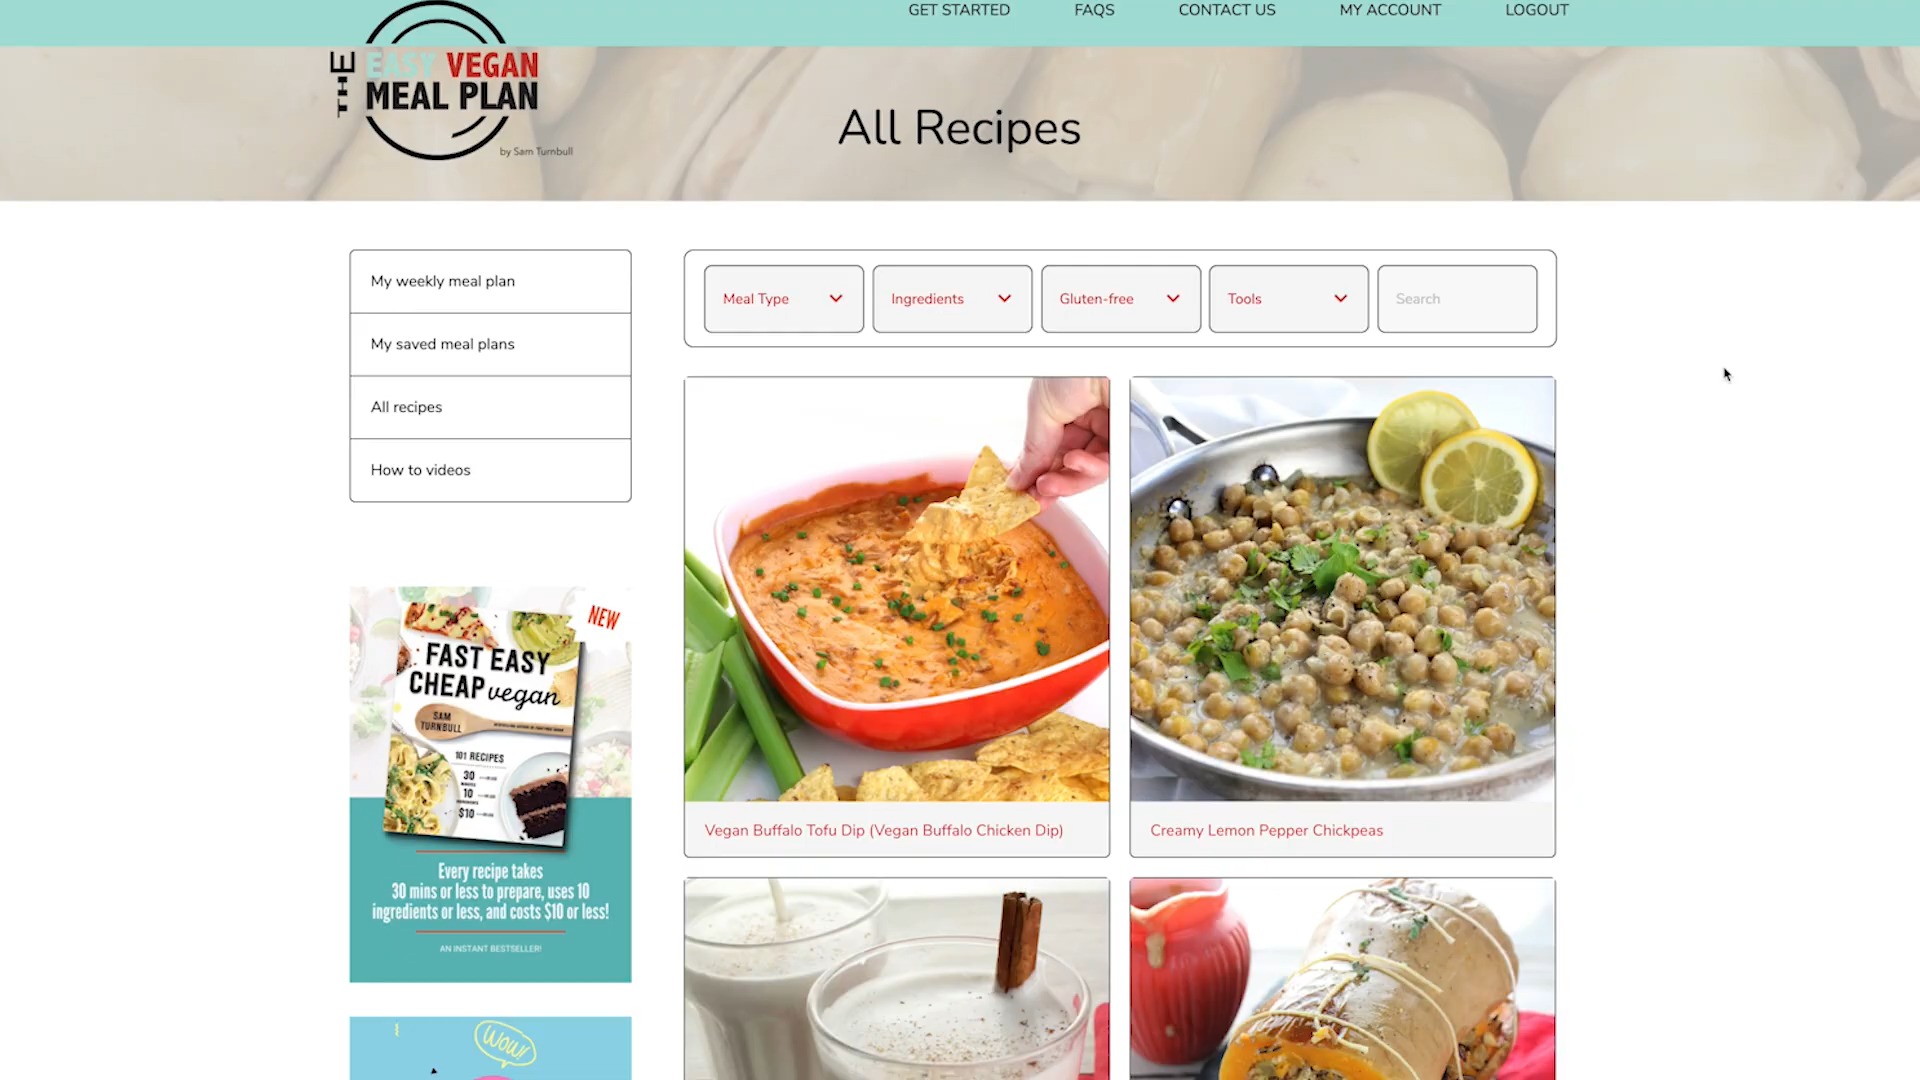 GET STARTED
FAQS
CONTACT US
MY ACCOUNT
LOGOUT
THE
EASY VEGAN
MEAL PLAN
by Sam Turnbull
All Recipes
My weekly meal plan
My saved meal plans
All recipes
How to videos
Meal Type
Ingredients
Gluten-free
Tools
Search
NEW
FAST EASY
CHEAP vegan
SAM
TURNBULL
101 RECIPES
30
10
$10
Every recipe takes
30 mins or less to prepare, uses 10
ingredients or less, and costs $10 or less!
AN INSTANT BESTSELLER!
Wow!
Vegan Buffalo Tofu Dip (Vegan Buffalo Chicken Dip)
Creamy Lemon Pepper Chickpeas